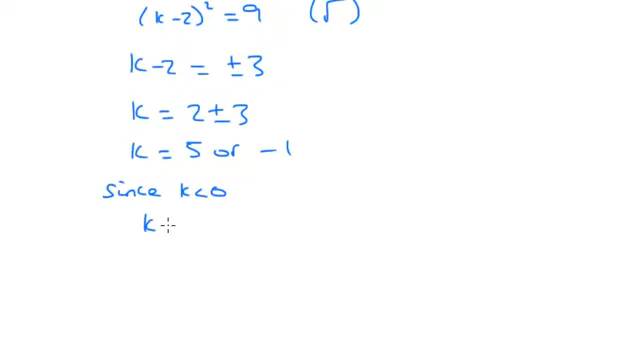 (k-2)² = 9 (√)
k-2 = ±3
k = 2±3
k = 5 or -1
since k<0
k